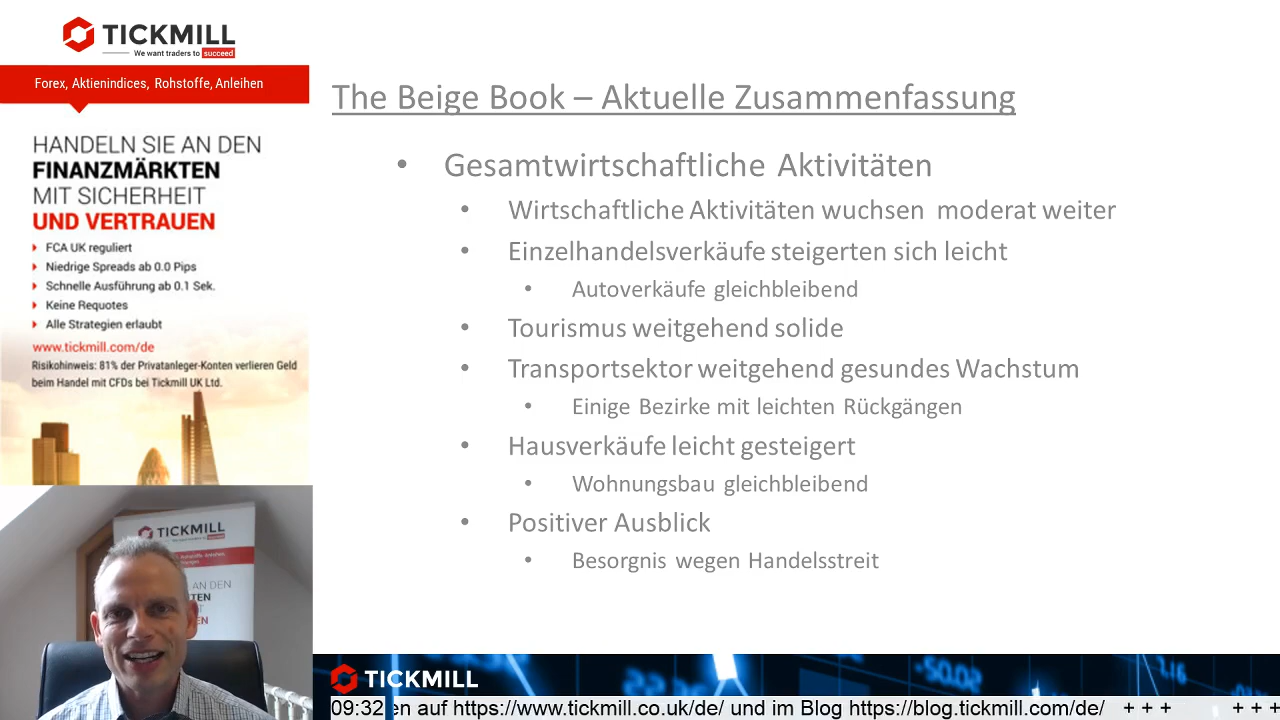 TICKMILL
We want traders to succeed
Forex, Aktienindices, Rohstoffe, Anleihen
HANDELN SIE AN DEN
FINANZMÄRKTEN
MIT SICHERHEIT
UND VERTRAUEN
FCA UK reguliert
Niedrige Spreads ab 0.0 Pips
Schnelle Ausführung ab 0.1 Sek.
Keine Requotes
Alle Strategien erlaubt
www.tickmill.com/de
Risikohinweis: 81% der Privatanleger-Konten verlieren Geld
beim Handel mit CFDs bei Tickmill UK Ltd.
The Beige Book – Aktuelle Zusammenfassung
• Gesamtwirtschaftliche Aktivitäten
• Wirtschaftliche Aktivitäten wuchsen moderat weiter
• Einzelhandelsverkäufe steigerten sich leicht
• Autoverkäufe gleichbleibend
• Tourismus weitgehend solide
• Transportsektor weitgehend gesundes Wachstum
• Einige Bezirke mit leichten Rückgängen
• Hausverkäufe leicht gesteigert
• Wohnungsbau gleichbleibend
• Positiver Ausblick
• Besorgnis wegen Handelsstreit
TICKMILL
AN DEN
TICKMILL
-50.02
09:32 en auf https://www.tickmill.co.uk/de/ und im Blog https://blog.tickmill.com/de/ + + + + + +